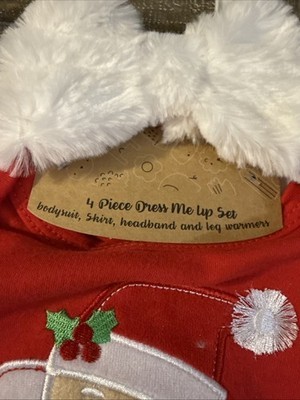 4 Piece Dress Me Up Set
bodysuit, Skirt, headband and leg warmers